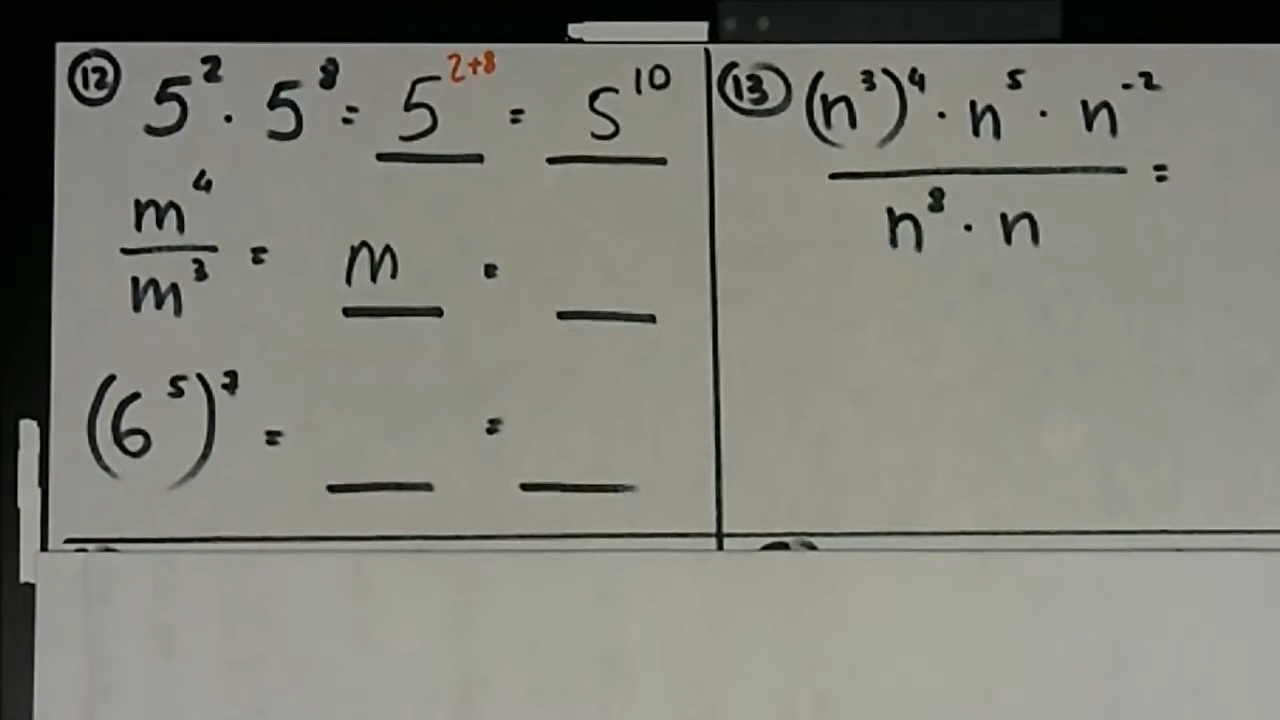 ⑫ 5² · 5⁸ = 5²⁺⁸ = 5¹⁰
m⁴/m³ = m =
(6⁵)⁷ = =
⑬ (n³)⁴ · n⁵ · n⁻² =
n⁸ · n